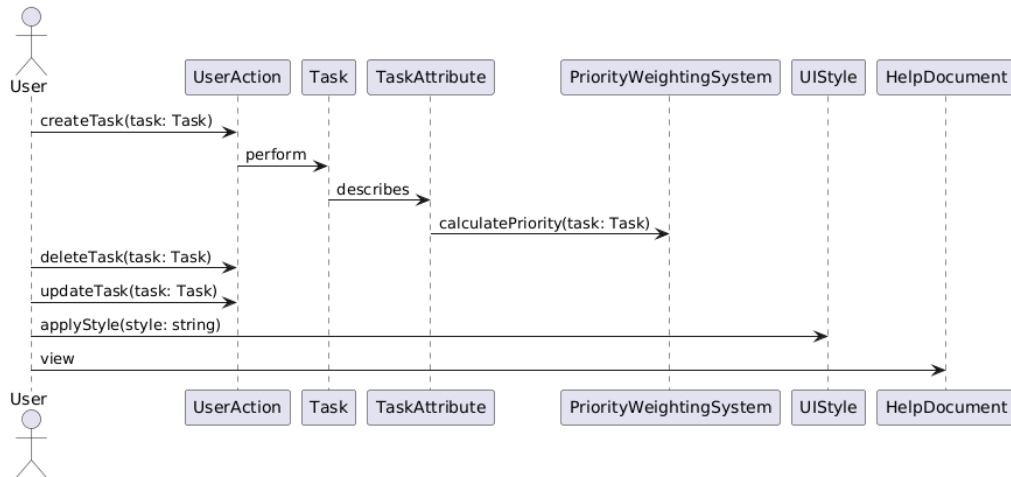 User
UserAction
Task
TaskAttribute
PriorityWeightingSystem
UIStyle
HelpDocument
createTask(task: Task)
perform
describes
calculatePriority(task: Task)
deleteTask(task: Task)
updateTask(task: Task)
applyStyle(style: string)
view
User
UserAction
Task
TaskAttribute
PriorityWeightingSystem
UIStyle
HelpDocument